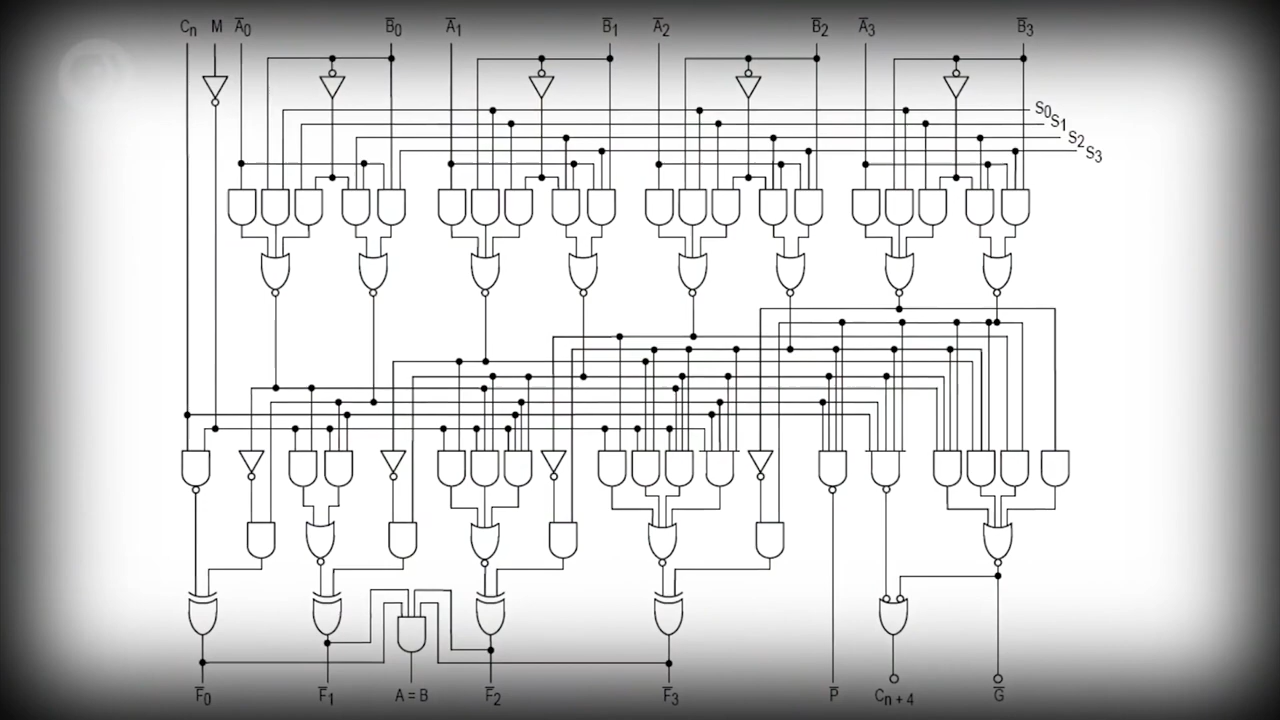 Cn M A̅0 B̅0 A̅1 B̅1 A̅2 B̅2 A̅3 B̅3
S0
S1
S2
S3
F̅0 F̅1 A = B F̅2 F̅3 P̅ Cn + 4 G̅